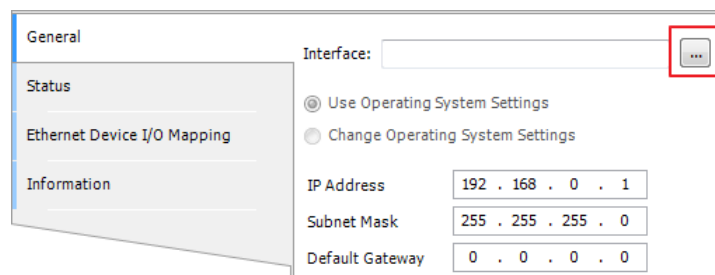 General
Status
Ethernet Device I/O Mapping
Information
Interface:
...
Use Operating System Settings
Change Operating System Settings
IP Address 192 . 168 . 0 . 1
Subnet Mask 255 . 255 . 255 . 0
Default Gateway 0 . 0 . 0 . 0